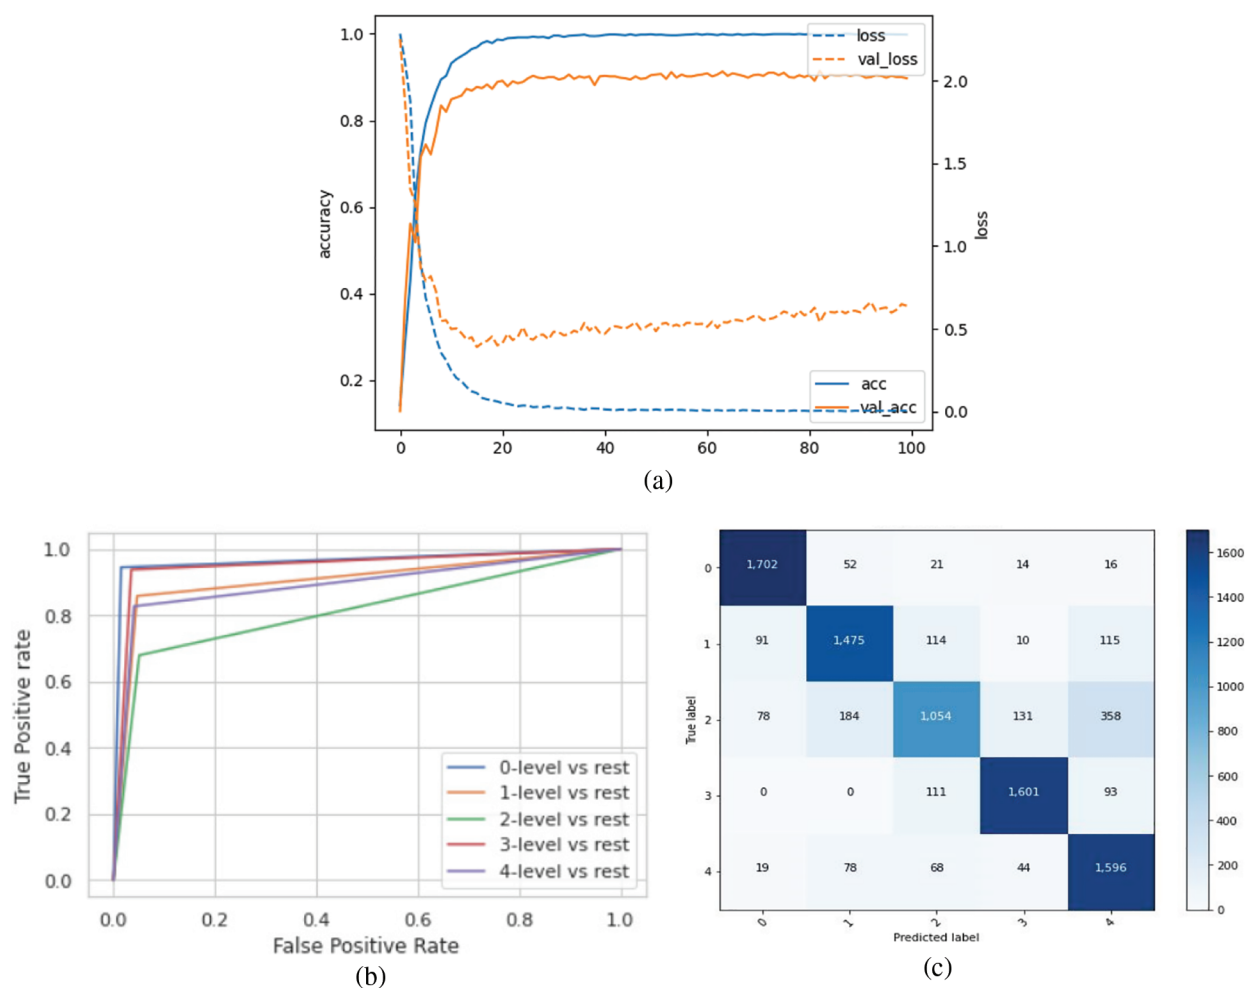 1.0
0.8
0.6
0.4
0.2
accuracy
loss
val_loss
2.0
1.5
1.0
0.5
0.0
loss
acc
val_acc
0 20 40 60 80 100
(a)
1.0
0.8
0.6
0.4
0.2
0.0
True Positive rate
0-level vs rest
1-level vs rest
2-level vs rest
3-level vs rest
4-level vs rest
0.0 0.2 0.4 0.6 0.8 1.0
False Positive Rate
(b)
True label
0 1,702 52 21 14 16
1 91 1,475 114 10 115
2 78 184 1,054 131 358
3 0 0 111 1,601 93
4 19 78 68 44 1,596
0 1 2 3 4
Predicted label
1600
1400
1200
1000
800
600
400
200
0
(c)